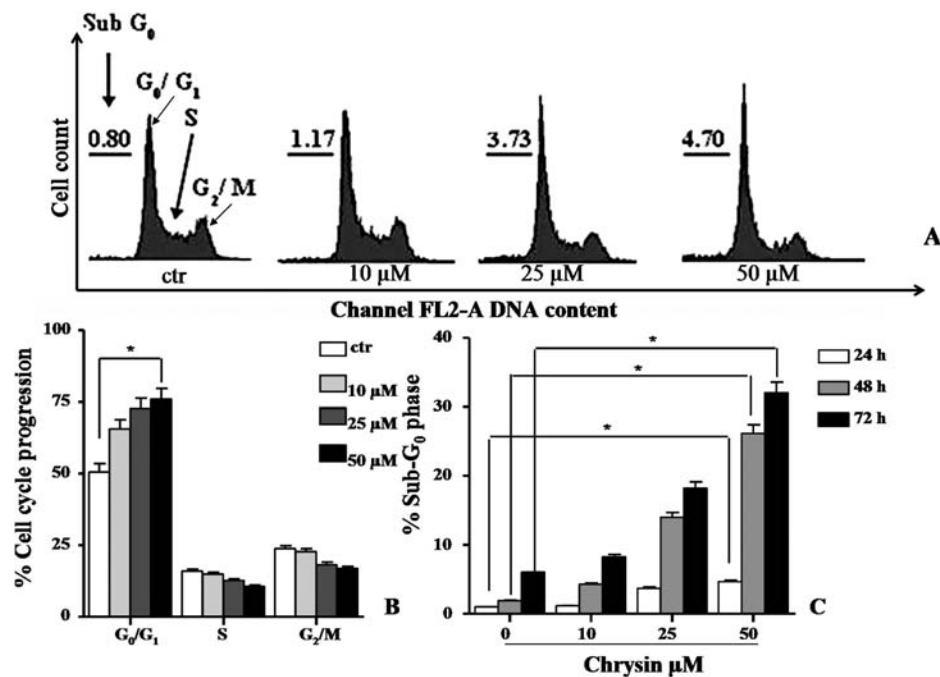 Sub G₀
G₀/ G₁
S
G₂/ M
0.80
1.17
3.73
4.70
Cell count
ctr
10 µM
25 µM
50 µM
A
Channel FL2-A DNA content
100
75
50
25
0
% Cell cycle progression
*
ctr
10 µM
25 µM
50 µM
G₀/G₁
S
G₂/M
B
40
30
20
10
0
% Sub-G₀ phase
*
*
*
24 h
48 h
72 h
0
10
25
50
C
Chrysin µM